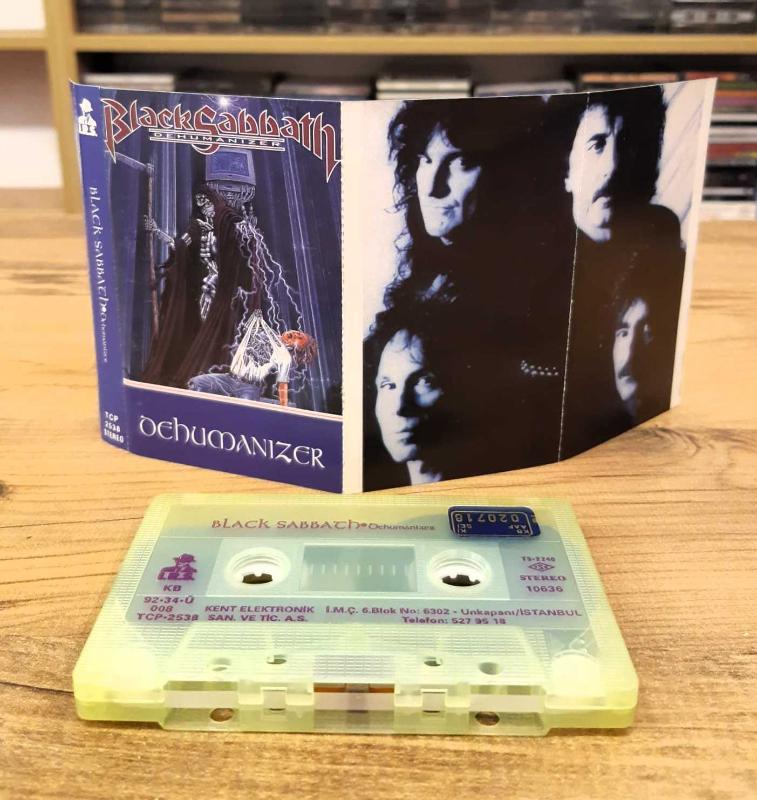 Black Sabbath
DEHUMANIZER
DEHUMANIZER
BLACK SABBATH•Dehumanizer
TCP
2538
STEREO
BLACK SABBATH•Dehumanizer
020718
KB
92-34-Ü
008
TCP-2538
KENT ELEKTRONİK
SAN. VE TİC. A.S.
İ.M.Ç. 6.Blok No: 6302 - Unkapanı/İSTANBUL
Telefon: 527 95 18
TS-2240
STEREO
10636